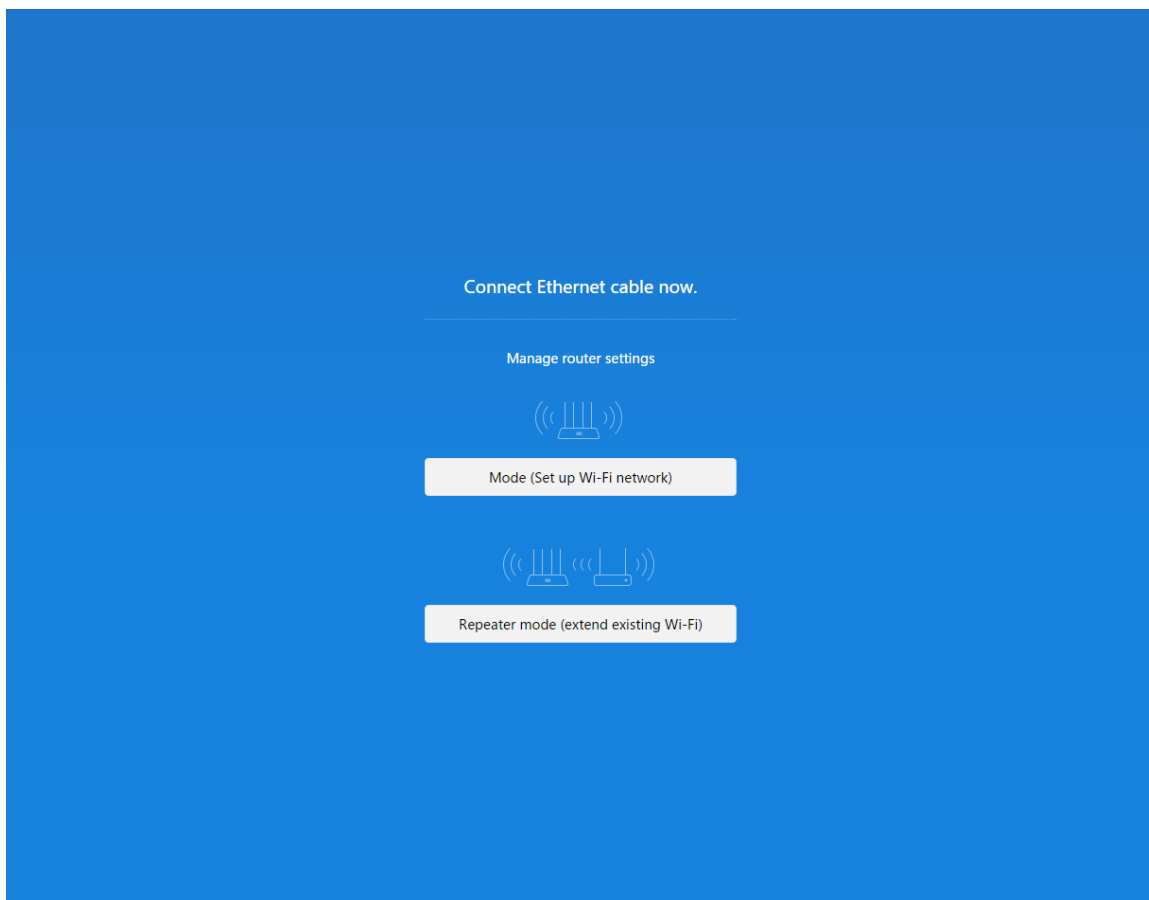 Connect Ethernet cable now.
Manage router settings
Mode (Set up Wi-Fi network)
Repeater mode (extend existing Wi-Fi)